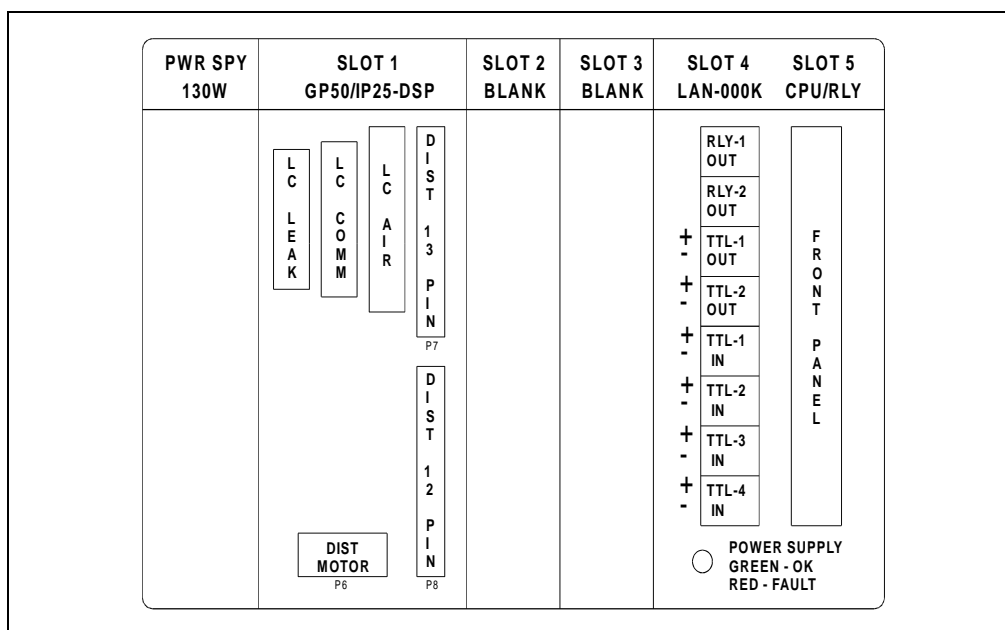 PWR SPY
130W
SLOT 1
GP50/IP25-DSP
SLOT 2
BLANK
SLOT 3
BLANK
SLOT 4
LAN-000K
SLOT 5
CPU/RLY
LC LEAK
LC COMM
LC AIR
DIST 13 PIN
P7
DIST 12 PIN
P8
DIST
MOTOR
P6
RLY-1
OUT
RLY-2
OUT
+ TTL-1
- OUT
+ TTL-2
- OUT
+ TTL-1
- IN
+ TTL-2
- IN
+ TTL-3
- IN
+ TTL-4
- IN
FRONT PANEL
POWER SUPPLY
GREEN - OK
RED - FAULT